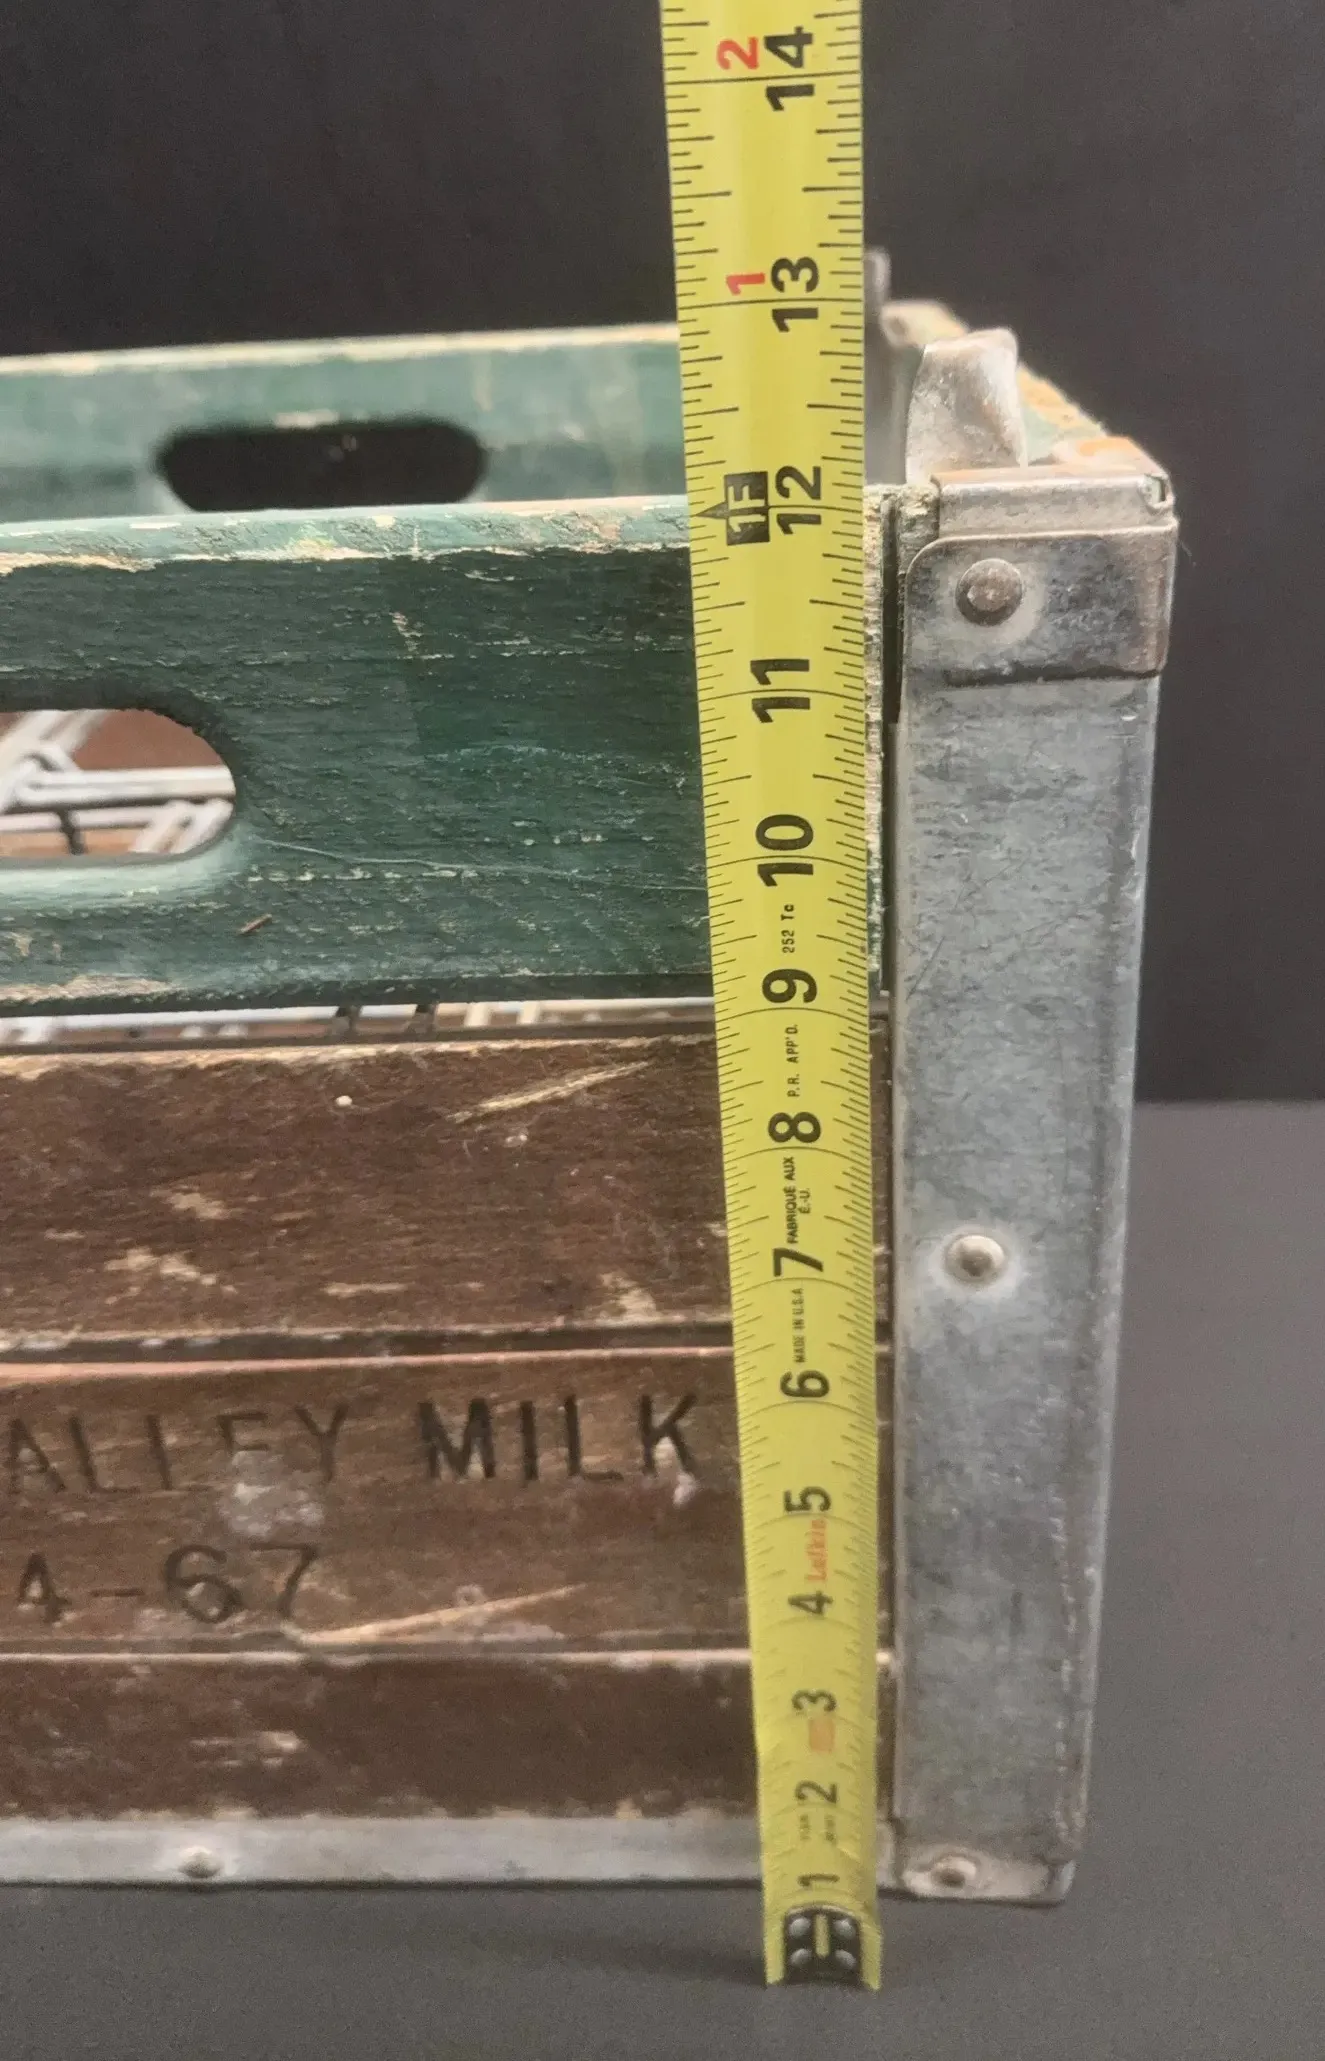 2
14
1
13
1F
12
11
10
252 Tc
9
P.R. APP'D.
8
FABRIQUÉ AUX
É.-U.
7
MADE IN U.S.A
6
5
Lufkin
4
3
2
1
ALLEY MILK
4-67